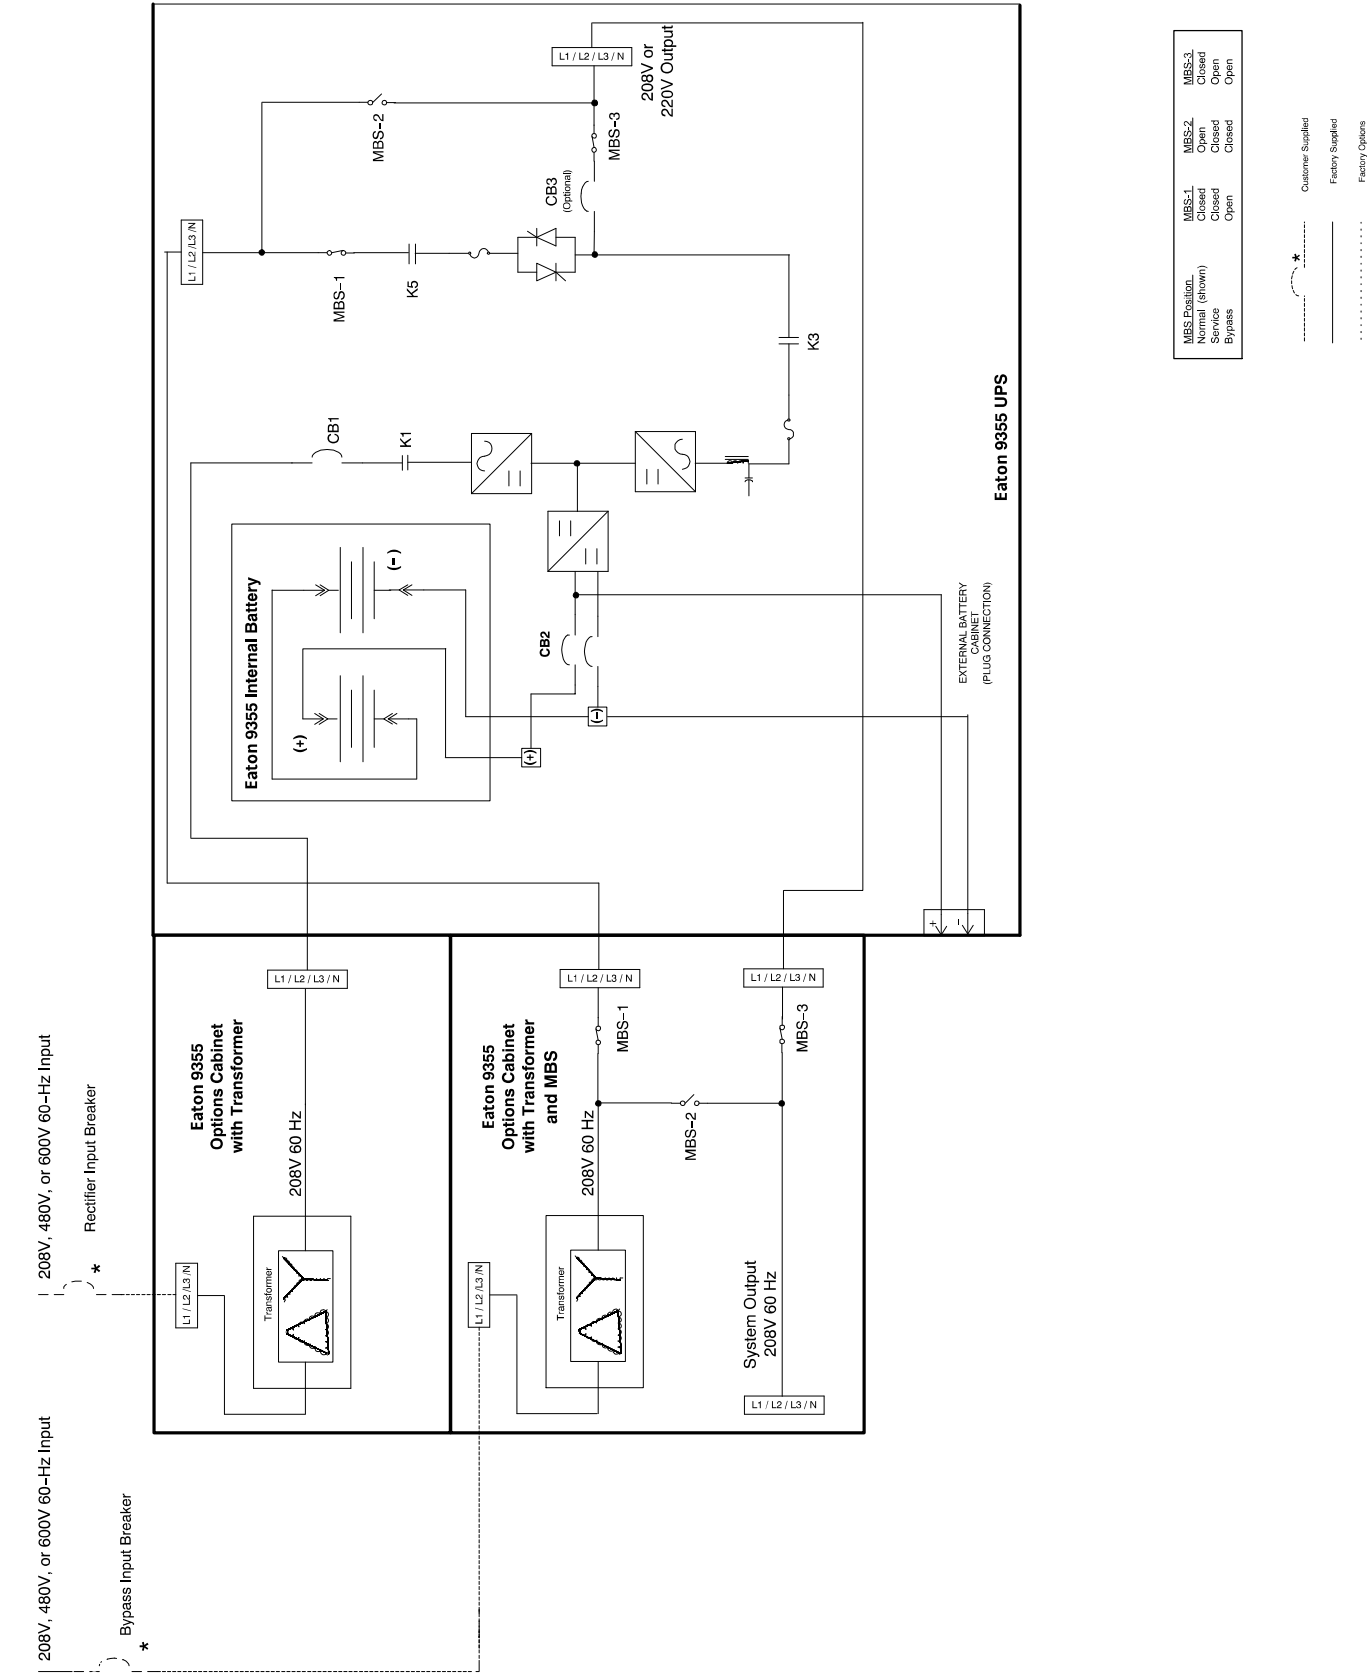 208V, 480V, or 600V 60-Hz Input
Bypass Input Breaker
*
208V, 480V, or 600V 60-Hz Input
Rectifier Input Breaker
*
L1 / L2 /L3 /N
Eaton 9355
Options Cabinet
with Transformer
Transformer
208V 60 Hz
L1 / L2 / L3 / N
L1 / L2 /L3 /N
Eaton 9355
Options Cabinet
with Transformer
and MBS
Transformer
208V 60 Hz
MBS-1
L1 / L2 / L3 / N
MBS-2
System Output
208V 60 Hz
L1 / L2 / L3 / N
MBS-3
L1 / L2 / L3 / N
L1 / L2 /L3 /N
MBS-1
K5
MBS-2
CB3
(Optional)
MBS-3
L1 / L2 / L3 / N
208V or
220V Output
CB1
K1
K3
Eaton 9355 Internal Battery
(+)
(-)
CB2
(+)
(-)
EXTERNAL BATTERY
CABINET
(PLUG CONNECTION)
+
-
Eaton 9355 UPS
MBS Position MBS-1 MBS-2 MBS-3
Normal (shown) Closed Open Closed
Service Closed Closed Open
Bypass Open Closed Open
* Customer Supplied
Factory Supplied
Factory Options